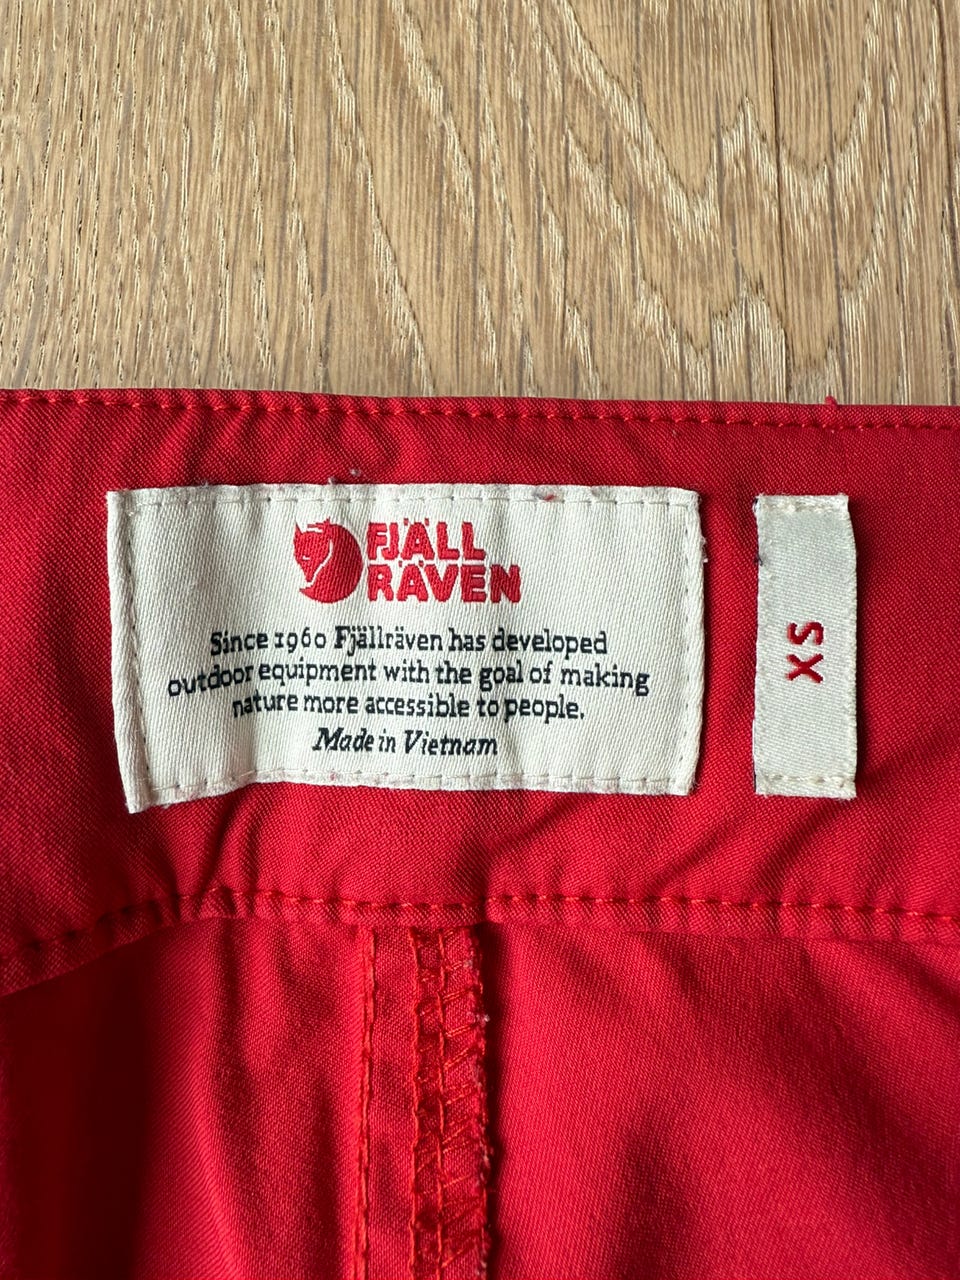 FJÄLL
RÄVEN
Since 1960 Fjällräven has developed
outdoor equipment with the goal of making
nature more accessible to people.
Made in Vietnam
XS